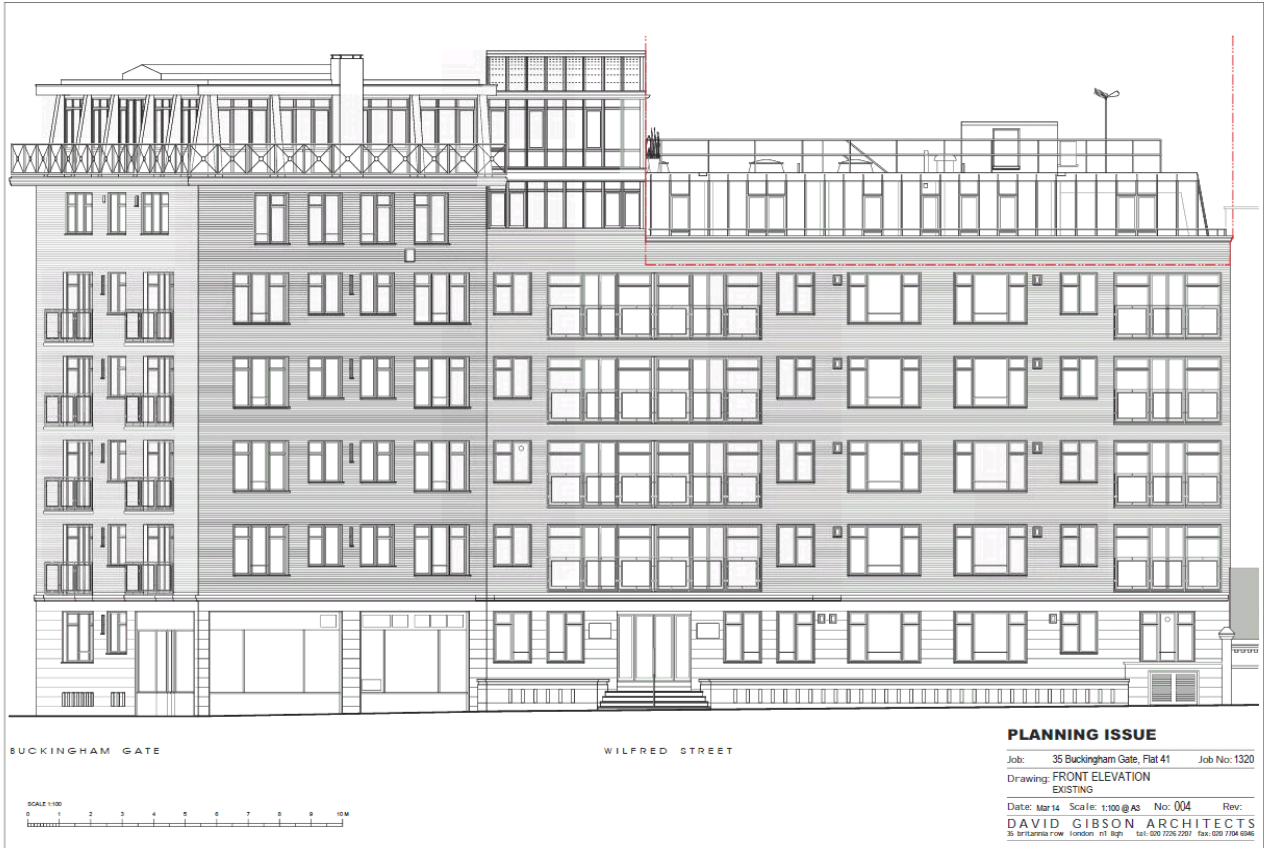 BUCKINGHAM GATE
WILFRED STREET
SCALE 1:100
0 1 2 3 4 5 6 7 8 9 10 M
PLANNING ISSUE
Job: 35 Buckingham Gate, Flat 41 Job No: 1320
Drawing: FRONT ELEVATION
EXISTING
Date: Mar 14 Scale: 1:100 @ A3 No: 004 Rev:
DAVID GIBSON ARCHITECTS
35 britannia row london n1 8qh tel: 020 7226 2207 fax: 020 7704 6946